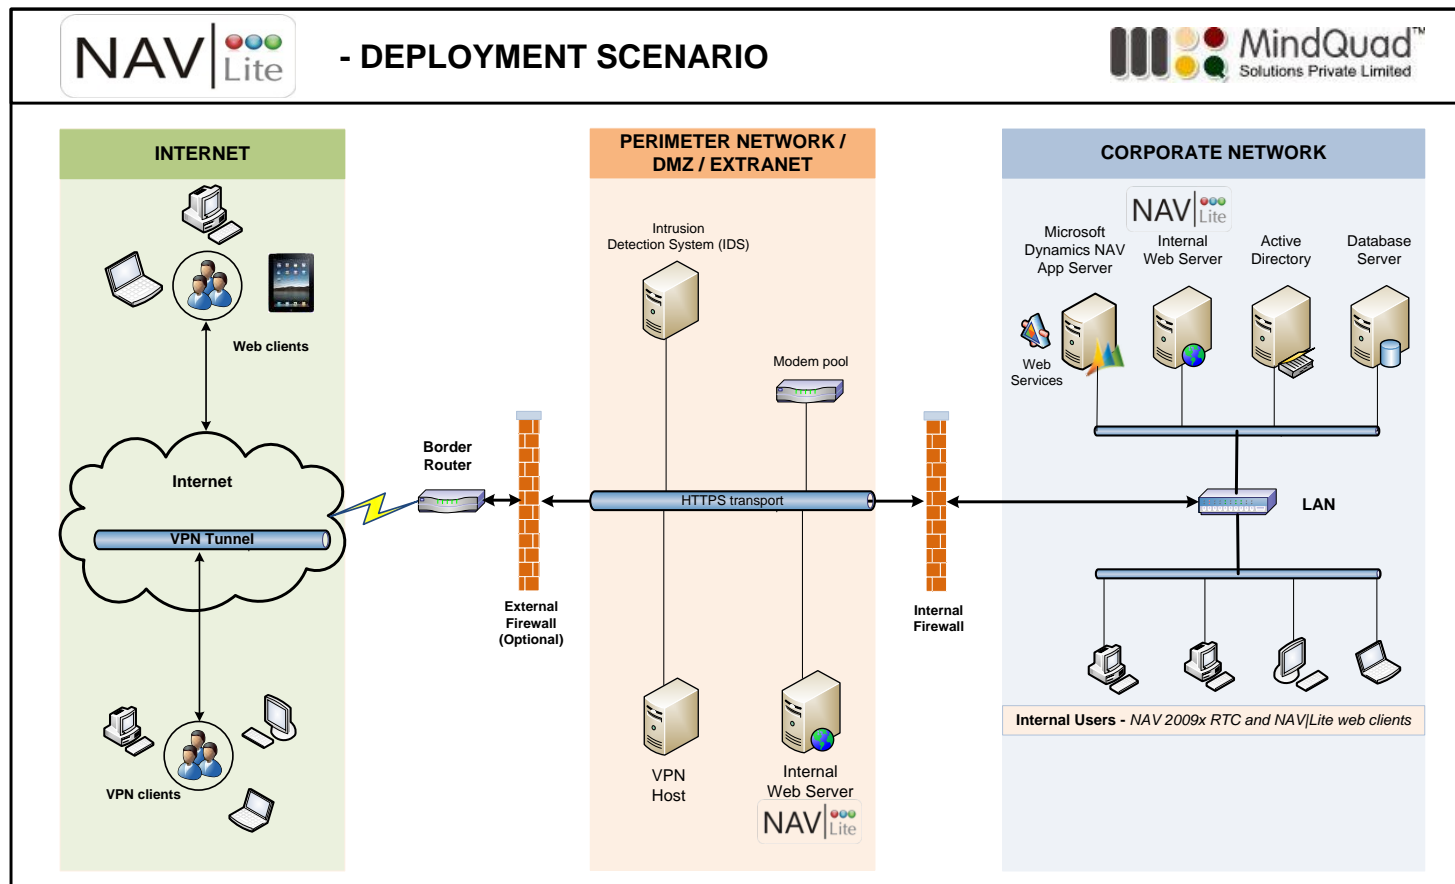 NAV Lite - DEPLOYMENT SCENARIO
MindQuad™
Solutions Private Limited
INTERNET
Web clients
Internet
VPN Tunnel
VPN clients
Border
Router
External
Firewall
(Optional)
PERIMETER NETWORK /
DMZ / EXTRANET
Intrusion
Detection System (IDS)
Modem pool
HTTPS transport
VPN
Host
Internal
Web Server
NAV Lite
Internal
Firewall
CORPORATE NETWORK
NAV Lite
Microsoft
Dynamics NAV
App Server
Internal
Web Server
Active
Directory
Database
Server
Web
Services
LAN
Internal Users - NAV 2009x RTC and NAV|Lite web clients